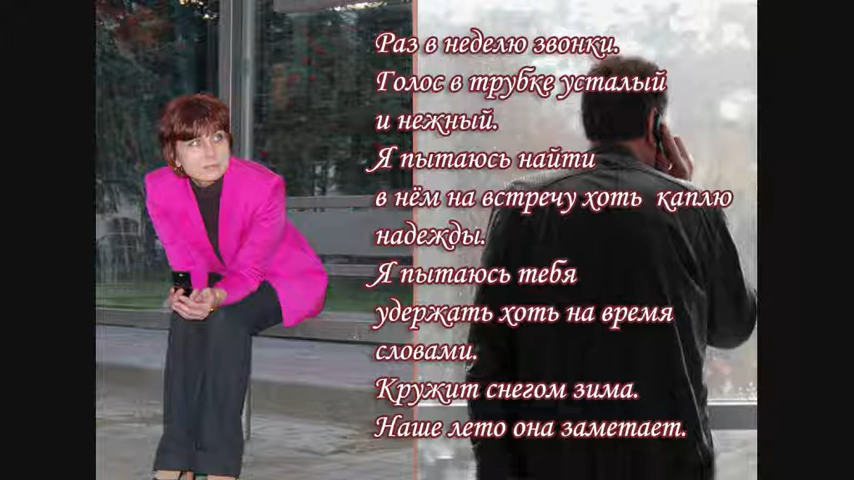 Раз в неделю звонки.
Голос в трубке усталый
и нежный.
Я пытаюсь найти
в нём на встречу хоть каплю
надежды.
Я пытаюсь тебя
удержать хоть на время
словами.
Кружит снегом зима.
Наше лето она заметает.